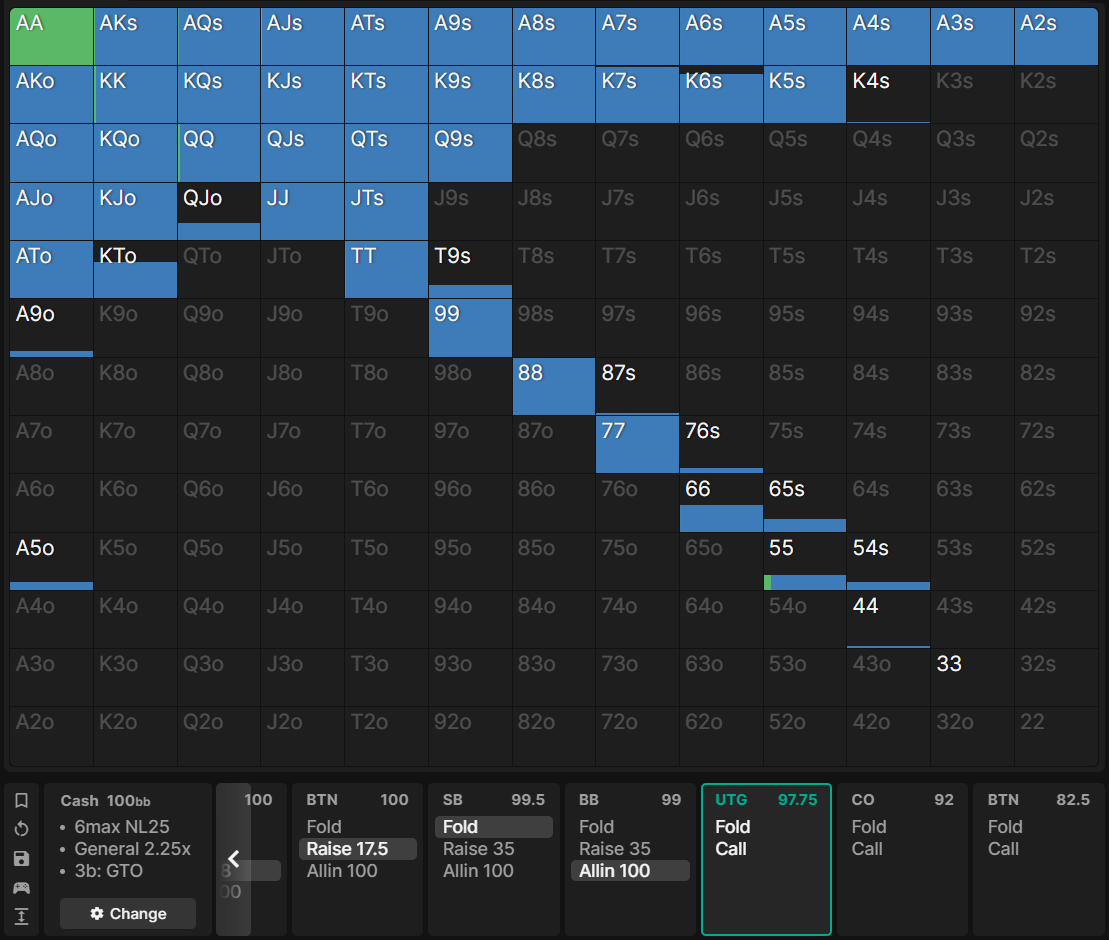 AA AKs AQs AJs ATs A9s A8s A7s A6s A5s A4s A3s A2s
AKo KK KQs KJs KTs K9s K8s K7s K6s K5s K4s K3s K2s
AQo KQo QQ QJs QTs Q9s Q8s Q7s Q6s Q5s Q4s Q3s Q2s
AJo KJo QJo JJ JTs J9s J8s J7s J6s J5s J4s J3s J2s
ATo KTo QTo JTo TT T9s T8s T7s T6s T5s T4s T3s T2s
A9o K9o Q9o J9o T9o 99 98s 97s 96s 95s 94s 93s 92s
A8o K8o Q8o J8o T8o 98o 88 87s 86s 85s 84s 83s 82s
A7o K7o Q7o J7o T7o 97o 87o 77 76s 75s 74s 73s 72s
A6o K6o Q6o J6o T6o 96o 86o 76o 66 65s 64s 63s 62s
A5o K5o Q5o J5o T5o 95o 85o 75o 65o 55 54s 53s 52s
A4o K4o Q4o J4o T4o 94o 84o 74o 64o 54o 44 43s 42s
A3o K3o Q3o J3o T3o 93o 83o 73o 63o 53o 43o 33 32s
A2o K2o Q2o J2o T2o 92o 82o 72o 62o 52o 42o 32o 22
Cash 100bb
• 6max NL25
• General 2.25x
• 3b: GTO
Change
100
8
00
BTN 100
Fold
Raise 17.5
Allin 100
SB 99.5
Fold
Raise 35
Allin 100
BB 99
Fold
Raise 35
Allin 100
UTG 97.75
Fold
Call
CO 92
Fold
Call
BTN 82.5
Fold
Call